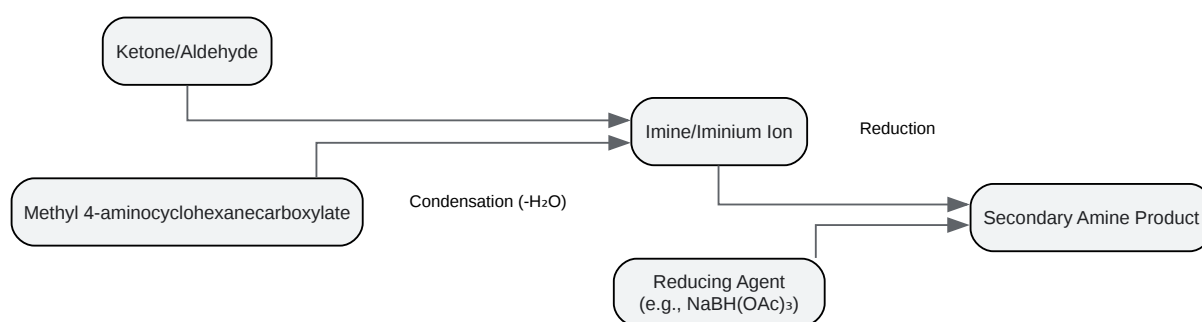 Ketone/Aldehyde
Imine/Iminium Ion
Reduction
Methyl 4-aminocyclohexanecarboxylate
Condensation (-H₂O)
Secondary Amine Product
Reducing Agent
(e.g., NaBH(OAc)₃)